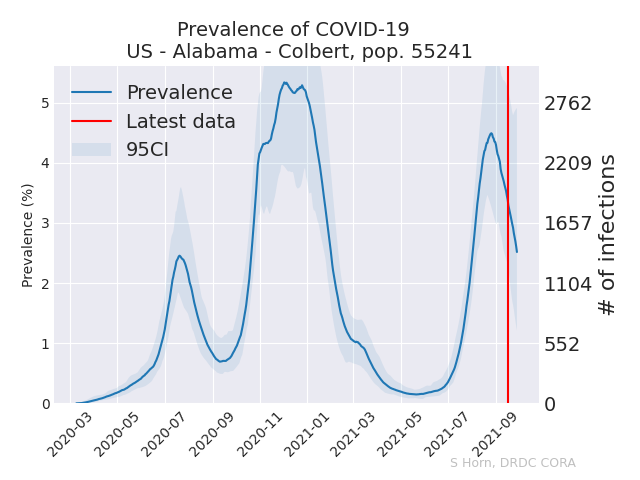 Prevalence of COVID-19
US - Alabama - Colbert, pop. 55241
Prevalence
Latest data
95CI
Prevalence (%)
5
4
3
2
1
0
2762
2209
1657
1104
552
0
# of infections
2020-03
2020-05
2020-07
2020-09
2020-11
2021-01
2021-03
2021-05
2021-07
2021-09
S Horn, DRDC CORA